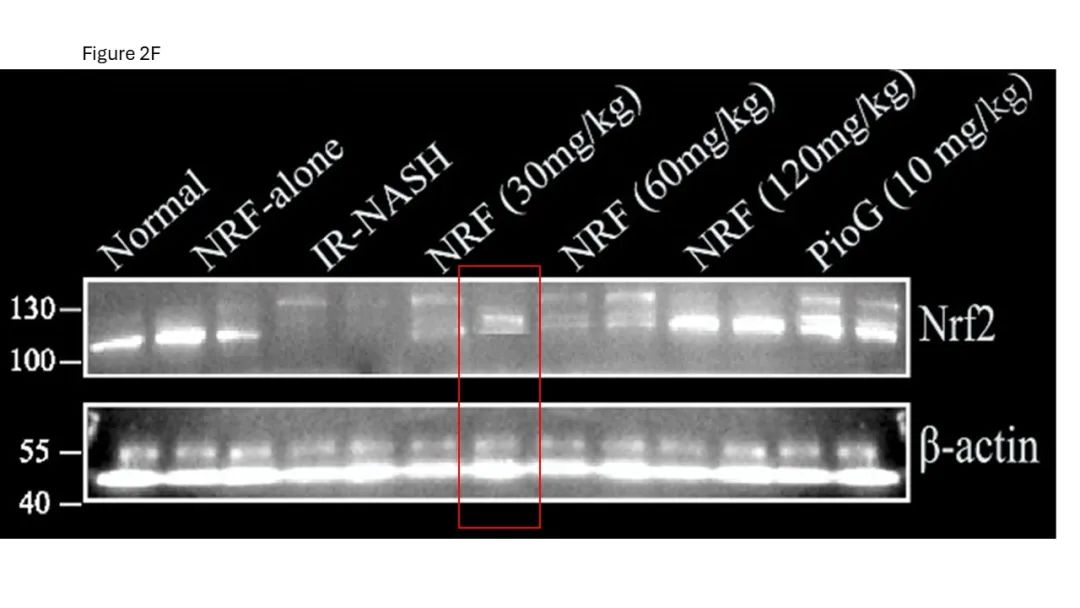 Figure 2F
Normal
NRF-alone
IR-NASH
NRF (30mg/kg)
NRF (60mg/kg)
NRF (120mg/kg)
PioG (10 mg/kg)
130
Nrf2
100
55
β-actin
40